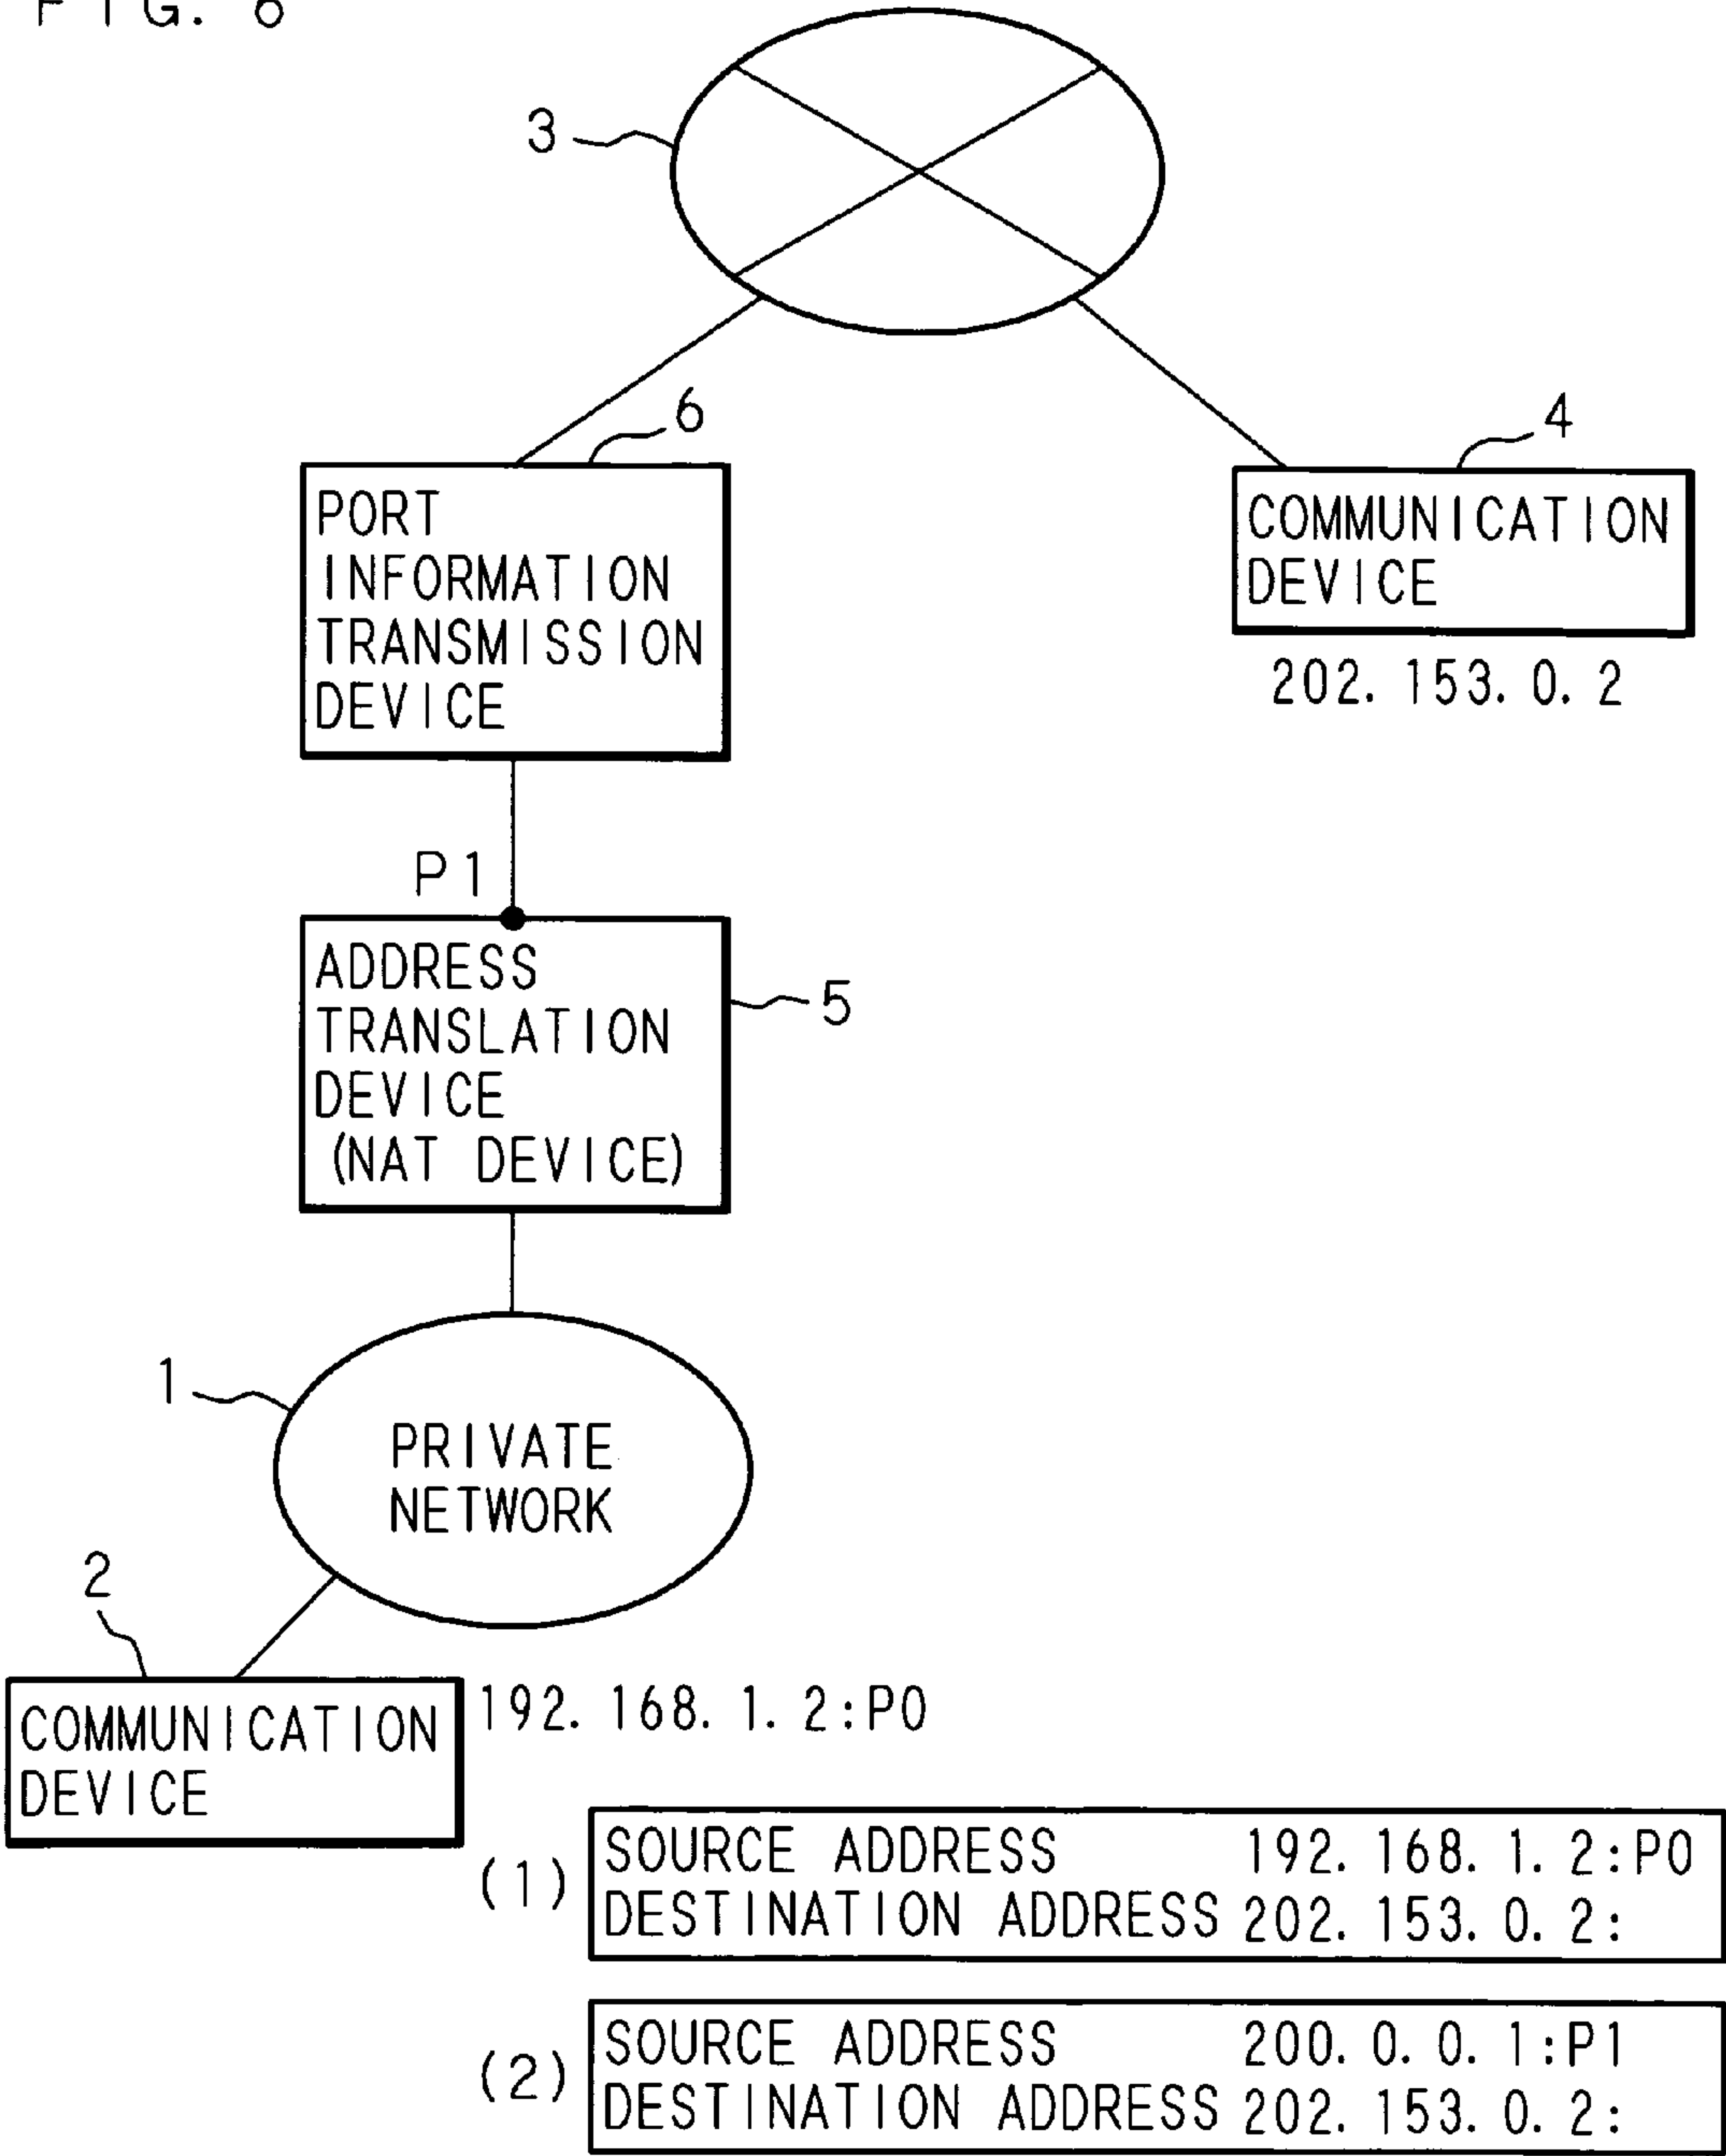 FIG. 6
3
6
4
PORT
INFORMATION
TRANSMISSION
DEVICE
COMMUNICATION
DEVICE
202. 153. 0. 2
P1
ADDRESS
TRANSLATION
DEVICE
(NAT DEVICE)
5
1
PRIVATE
NETWORK
2
192. 168. 1. 2:P0
COMMUNICATION
DEVICE
(1)
SOURCE ADDRESS 192. 168. 1. 2:P0
DESTINATION ADDRESS 202. 153. 0. 2:
(2)
SOURCE ADDRESS 200. 0. 0. 1:P1
DESTINATION ADDRESS 202. 153. 0. 2: